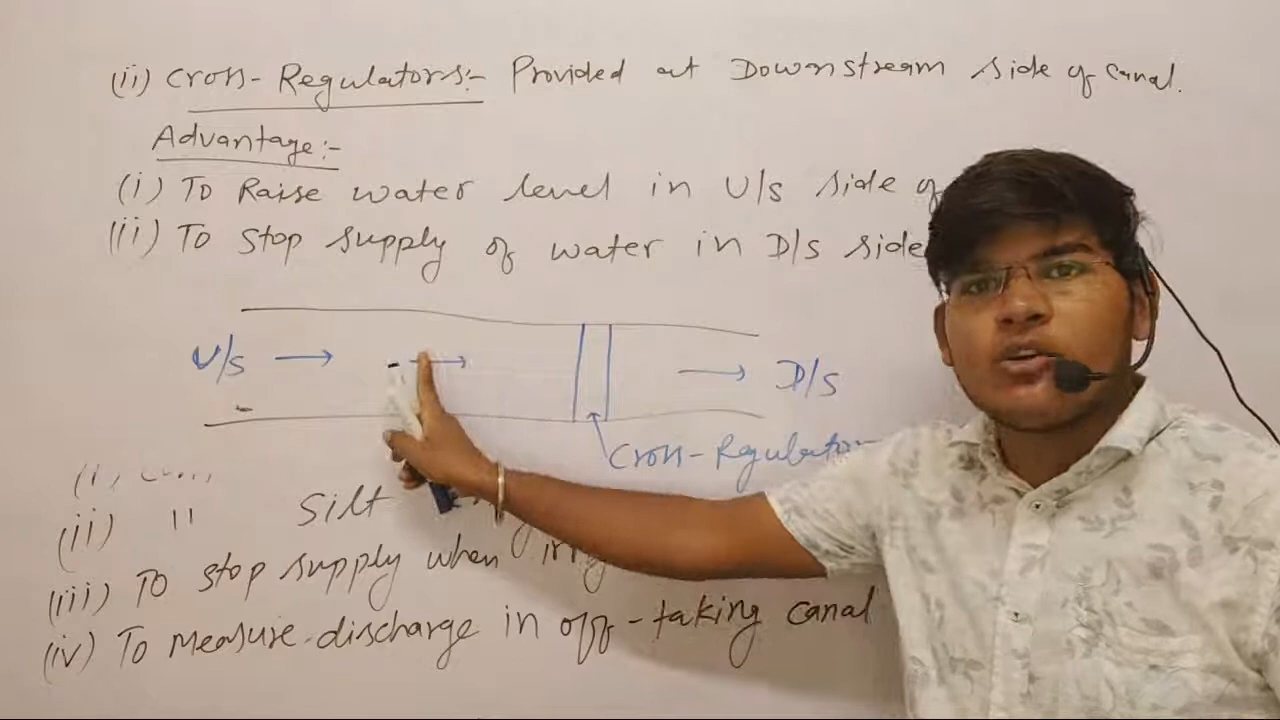 (ii) Cross-Regulators:- Provided at Downstream side of canal.
Advantage:-
(i) To Raise water level in U/s side of
(ii) To stop supply of water in D/s side
U/s
D/s
Cross-Regulator
(ii) " Silt
(iii) To stop supply when
(iv) To measure discharge in off-taking canal